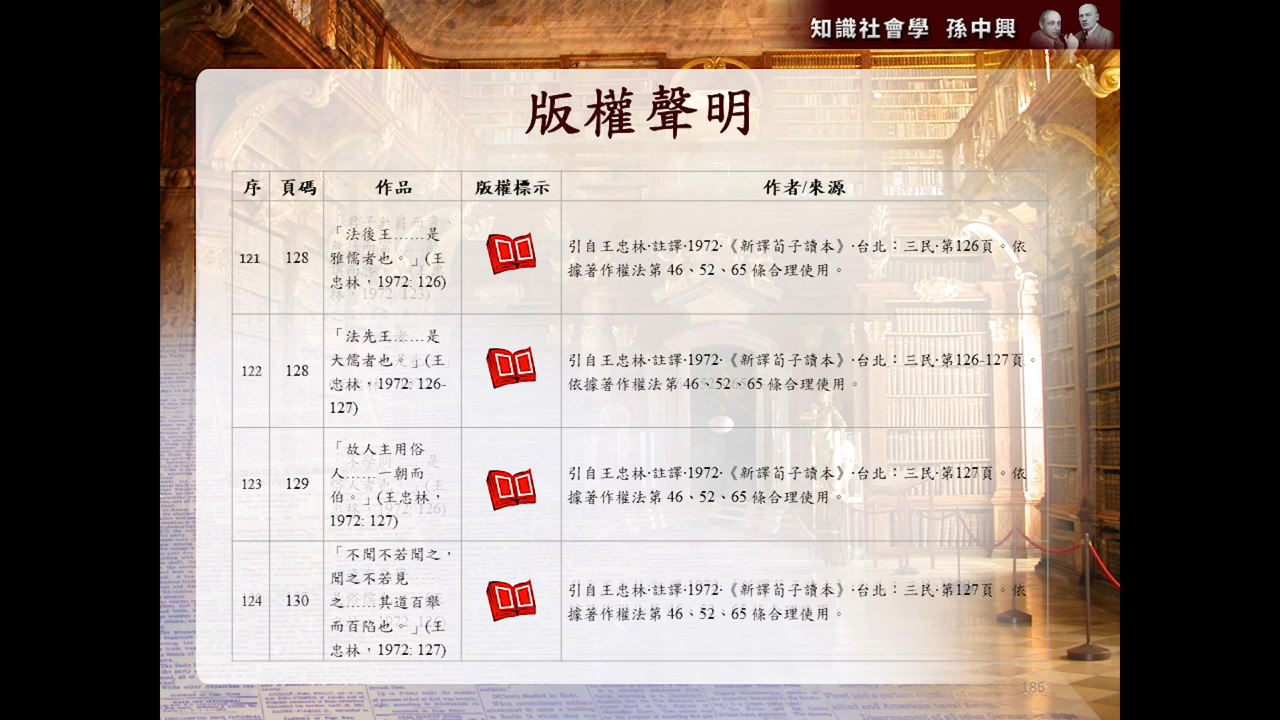 知識社會學 孫中興
版權聲明
序 頁碼 作品 版權標示 作者/來源
121 128
「法後王……是
雅儒者也。」(王
忠林，1972: 126)
引自王忠林·註譯·1972·《新譯荀子讀本》·台北：三民·第126頁。依
據著作權法第 46、52、65 條合理使用。
122 128
「法先王……是
大儒者也。」(王
忠林，1972: 126-
127)
引自王忠林·註譯·1972·《新譯荀子讀本》·台北：三民·第126-127頁。
依據著作權法第 46、52、65 條合理使用。
123 129
人主用俗
一朝
」(王忠林，
1972: 127)
引自王忠林·註譯·1972·《新譯荀子讀本》·台北：三民·第127頁。依
據著作權法第 46、52、65 條合理使用。
124 130
「不聞不若聞之，
聞之不若見
其道百舉
而百陷也。」(王
忠林，1972: 127)
引自王忠林·註譯·1972·《新譯荀子讀本》·台北：三民·第127頁。依
據著作權法第 46、52、65 條合理使用。
186